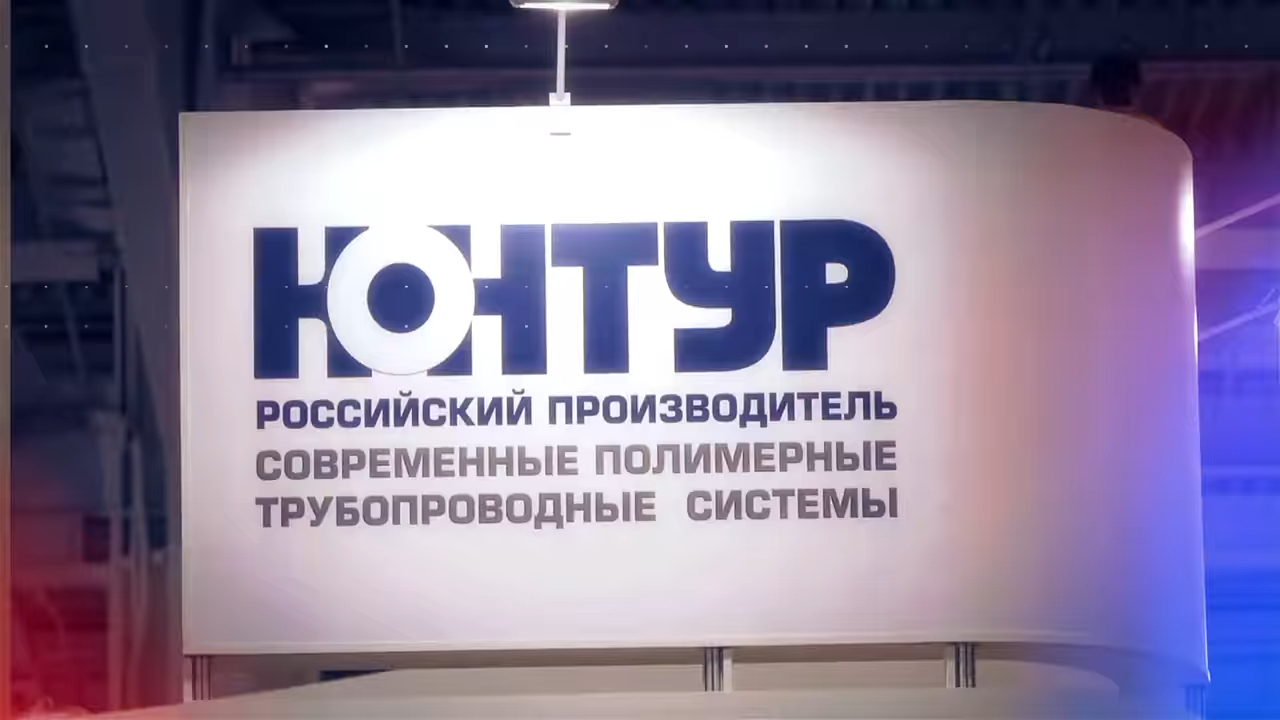 КОНТУР
РОССИЙСКИЙ ПРОИЗВОДИТЕЛЬ
СОВРЕМЕННЫЕ ПОЛИМЕРНЫЕ
ТРУБОПРОВОДНЫЕ СИСТЕМЫ